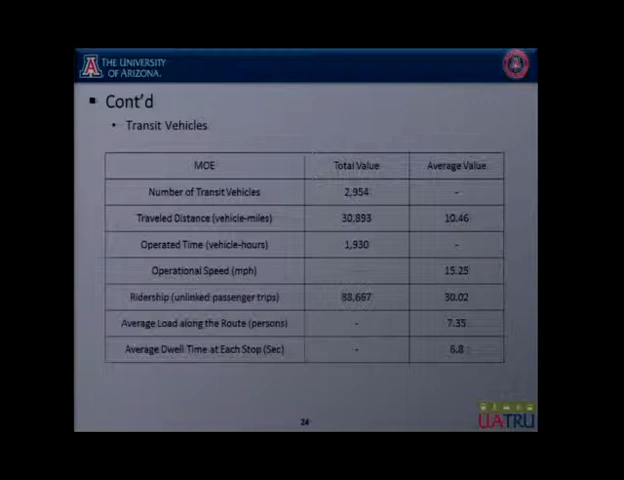 THE UNIVERSITY
OF ARIZONA.
Cont'd
Transit Vehicles
MOE Total Value Average Value
Number of Transit Vehicles 2,954 -
Traveled Distance (vehicle-miles) 30,893 10.46
Operated Time (vehicle-hours) 1,930 -
Operational Speed (mph) 15.25
Ridership (unlinked passenger trips) 88,667 30.02
Average Load along the Route (persons) - 7.35
Average Dwell Time at Each Stop (Sec) - 6.8
24
UATRU